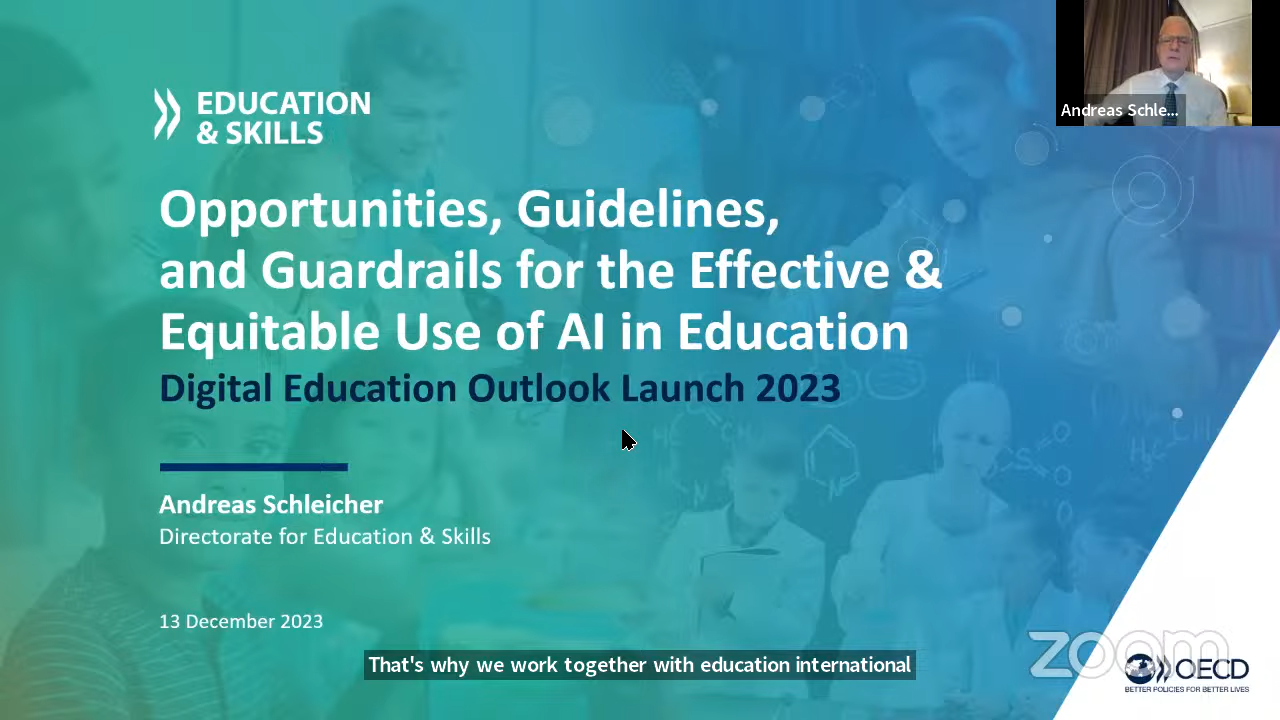 EDUCATION
& SKILLS
Andreas Schle...
Opportunities, Guidelines,
and Guardrails for the Effective &
Equitable Use of AI in Education
Digital Education Outlook Launch 2023
Andreas Schleicher
Directorate for Education & Skills
13 December 2023
That's why we work together with education international
zoom
OECD
BETTER POLICIES FOR BETTER LIVES